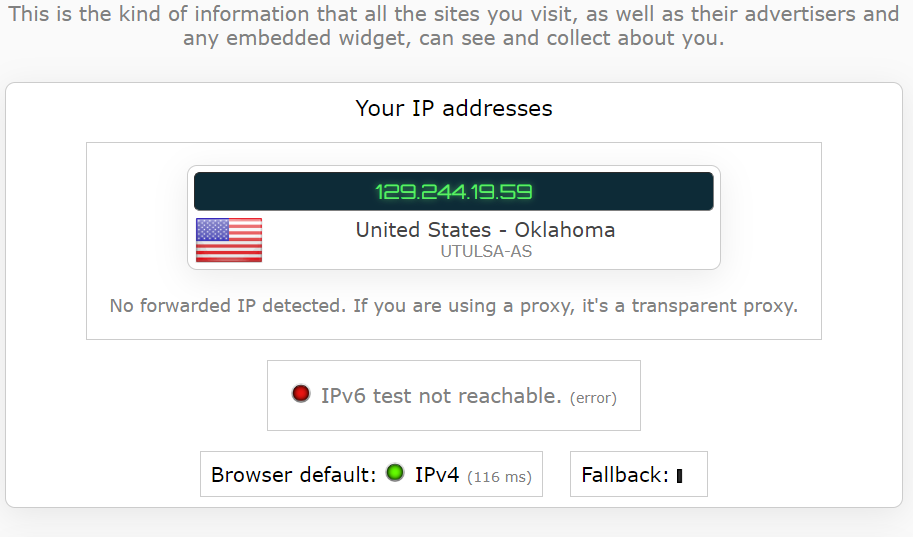 This is the kind of information that all the sites you visit, as well as their advertisers and
any embedded widget, can see and collect about you.
Your IP addresses
129.244.19.59
United States - Oklahoma
UTULSA-AS
No forwarded IP detected. If you are using a proxy, it's a transparent proxy.
IPv6 test not reachable. (error)
Browser default: IPv4 (116 ms)
Fallback: